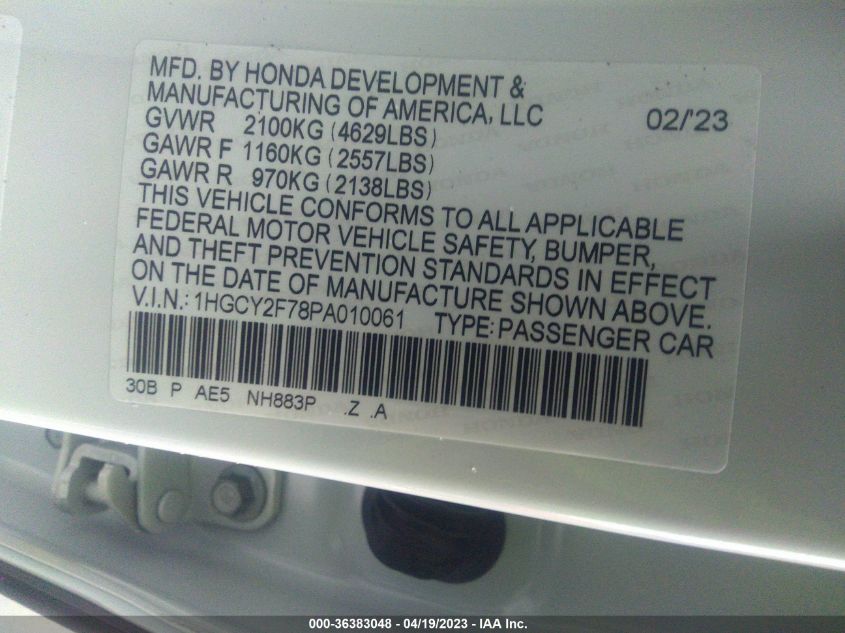 MFD. BY HONDA DEVELOPMENT &
MANUFACTURING OF AMERICA, LLC 02/'23
GVWR 2100KG (4629LBS)
GAWR F 1160KG (2557LBS)
GAWR R 970KG (2138LBS)
THIS VEHICLE CONFORMS TO ALL APPLICABLE
FEDERAL MOTOR VEHICLE SAFETY, BUMPER,
AND THEFT PREVENTION STANDARDS IN EFFECT
ON THE DATE OF MANUFACTURE SHOWN ABOVE.
V.I.N.: 1HGCY2F78PA010061 TYPE: PASSENGER CAR
30B P AE5 NH883P .Z .A
000-36383048 - 04/19/2023 - IAA Inc.